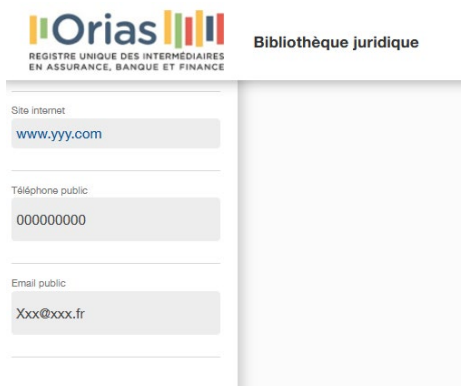 Orias
REGISTRE UNIQUE DES INTERMÉDIAIRES
EN ASSURANCE, BANQUE ET FINANCE
Bibliothèque juridique
Site internet
www.yyy.com
Téléphone public
000000000
Email public
Xxx@xxx.fr